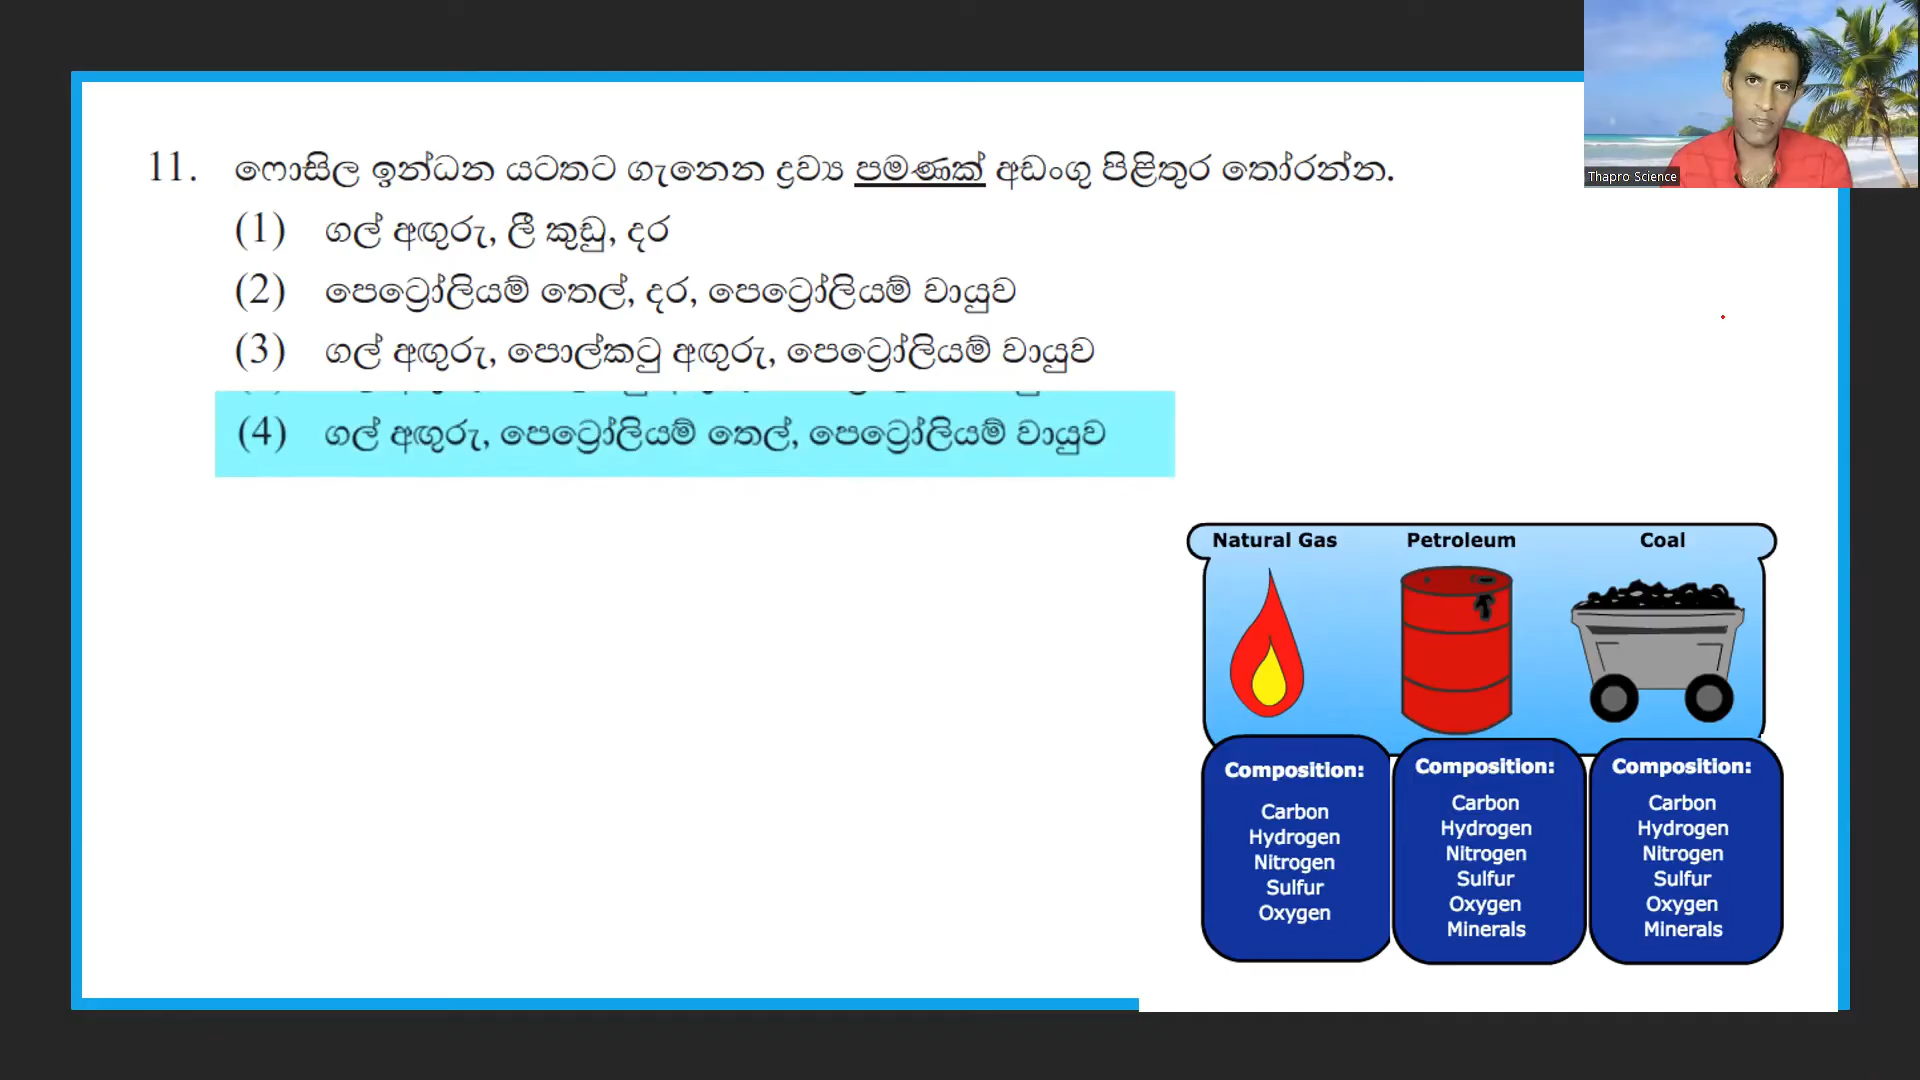 Thapro Science
11. ෆොසිල ඉන්ධන යටතට ගැනෙන ද්‍රව්‍ය පමණක් අඩංගු පිළිතුර තෝරන්න.
(1) ගල් අඟුරු, ලී කුඩු, දර
(2) පෙට්‍රෝලියම් තෙල්, දර, පෙට්‍රෝලියම් වායුව
(3) ගල් අඟුරු, පොල්කටු අඟුරු, පෙට්‍රෝලියම් වායුව
(4) ගල් අඟුරු, පෙට්‍රෝලියම් තෙල්, පෙට්‍රෝලියම් වායුව
Natural Gas Petroleum Coal
Composition: Composition: Composition:
Carbon Carbon Carbon
Hydrogen Hydrogen Hydrogen
Nitrogen Nitrogen Nitrogen
Sulfur Sulfur Sulfur
Oxygen Oxygen Oxygen
Minerals Minerals